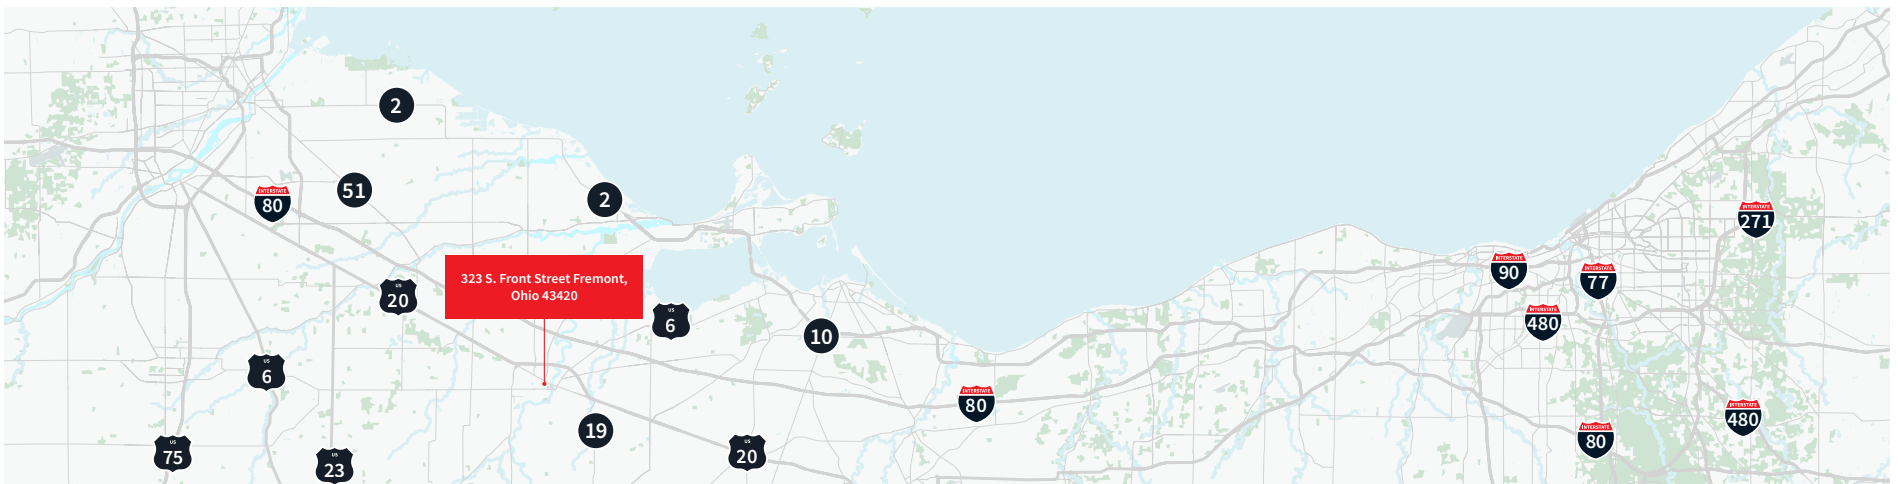 2
51
INTERSTATE
80
2
INTERSTATE
271
323 S. Front Street Fremont,
Ohio 43420
INTERSTATE
90
INTERSTATE
77
US
20
US
6
INTERSTATE
480
10
US
6
INTERSTATE
80
19
INTERSTATE
480
INTERSTATE
80
US
75
US
20
US
23